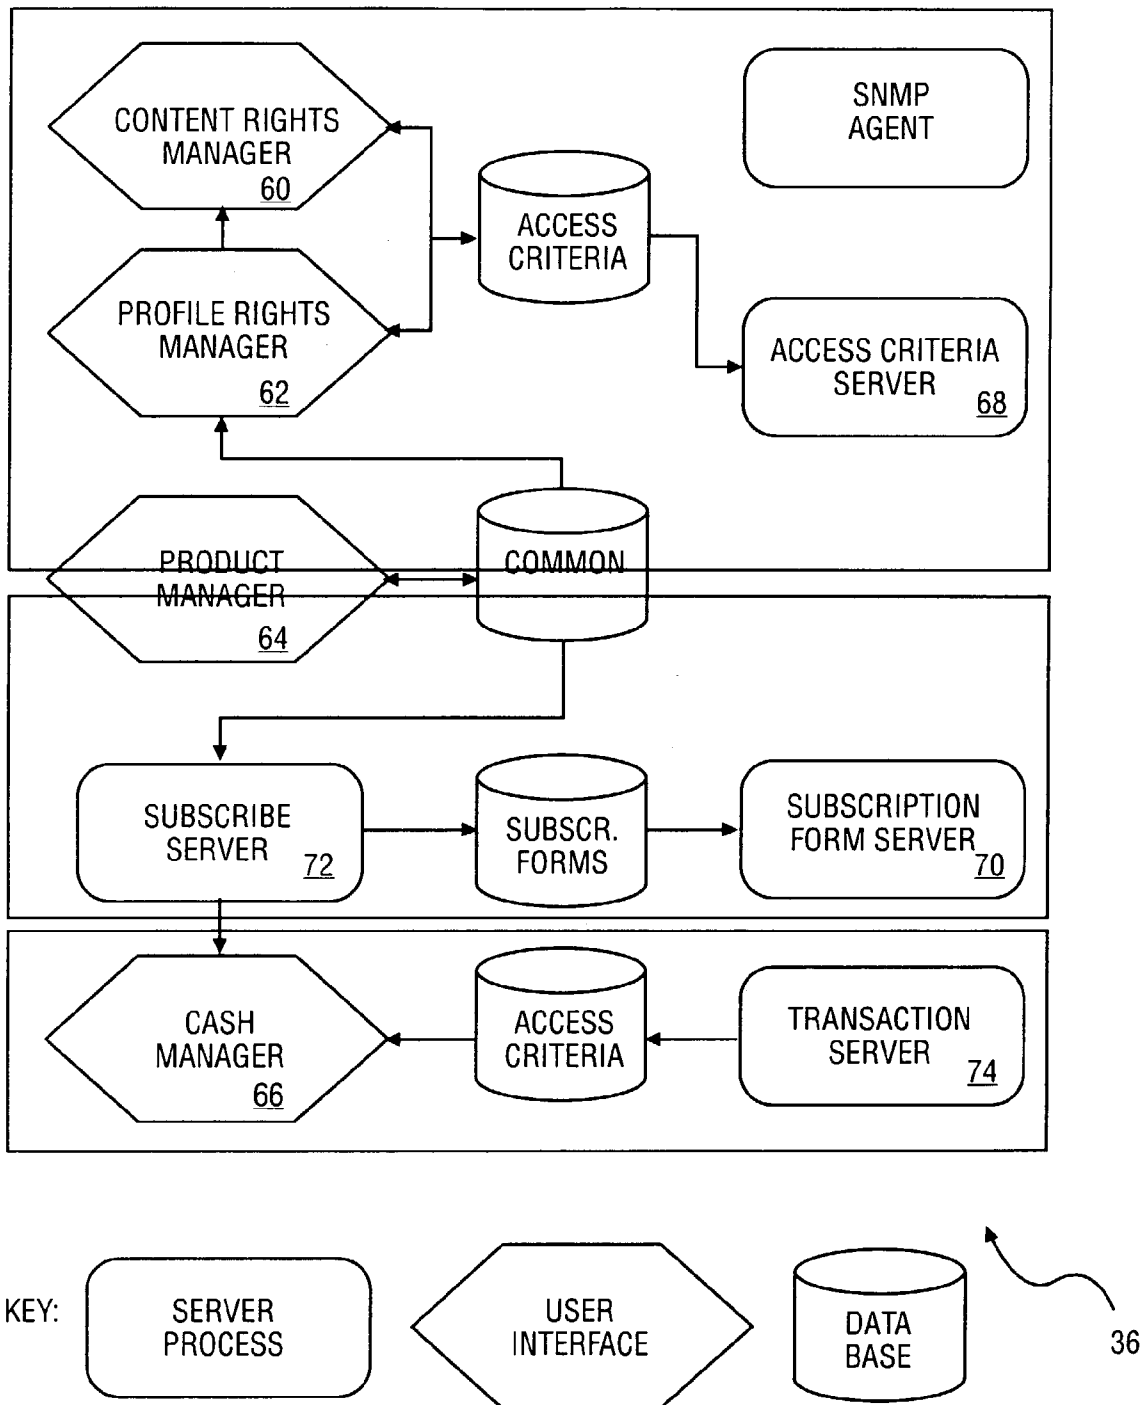 CONTENT RIGHTS
MANAGER
60
SNMP
AGENT
ACCESS
CRITERIA
PROFILE RIGHTS
MANAGER
62
ACCESS CRITERIA
SERVER
68
PRODUCT
MANAGER
64
COMMON
SUBSCRIBE
SERVER
72
SUBSCR.
FORMS
SUBSCRIPTION
FORM SERVER
70
CASH
MANAGER
66
ACCESS
CRITERIA
TRANSACTION
SERVER
74
KEY:
SERVER
PROCESS
USER
INTERFACE
DATA
BASE
36